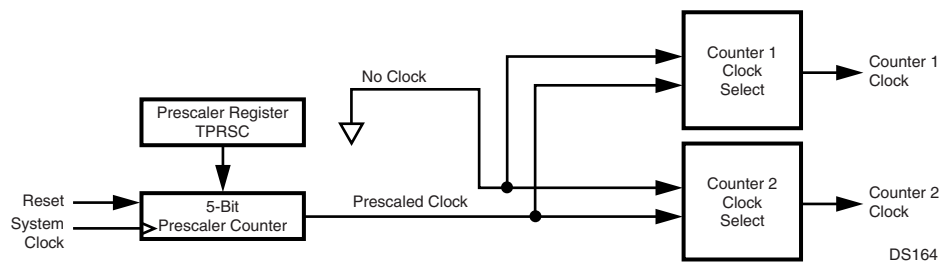 Counter 1
Clock
Select
Counter 1
Clock
No Clock
Prescaler Register
TPRSC
Counter 2
Clock
Select
Counter 2
Clock
Reset
System
Clock
5-Bit
Prescaler Counter
Prescaled Clock
DS164